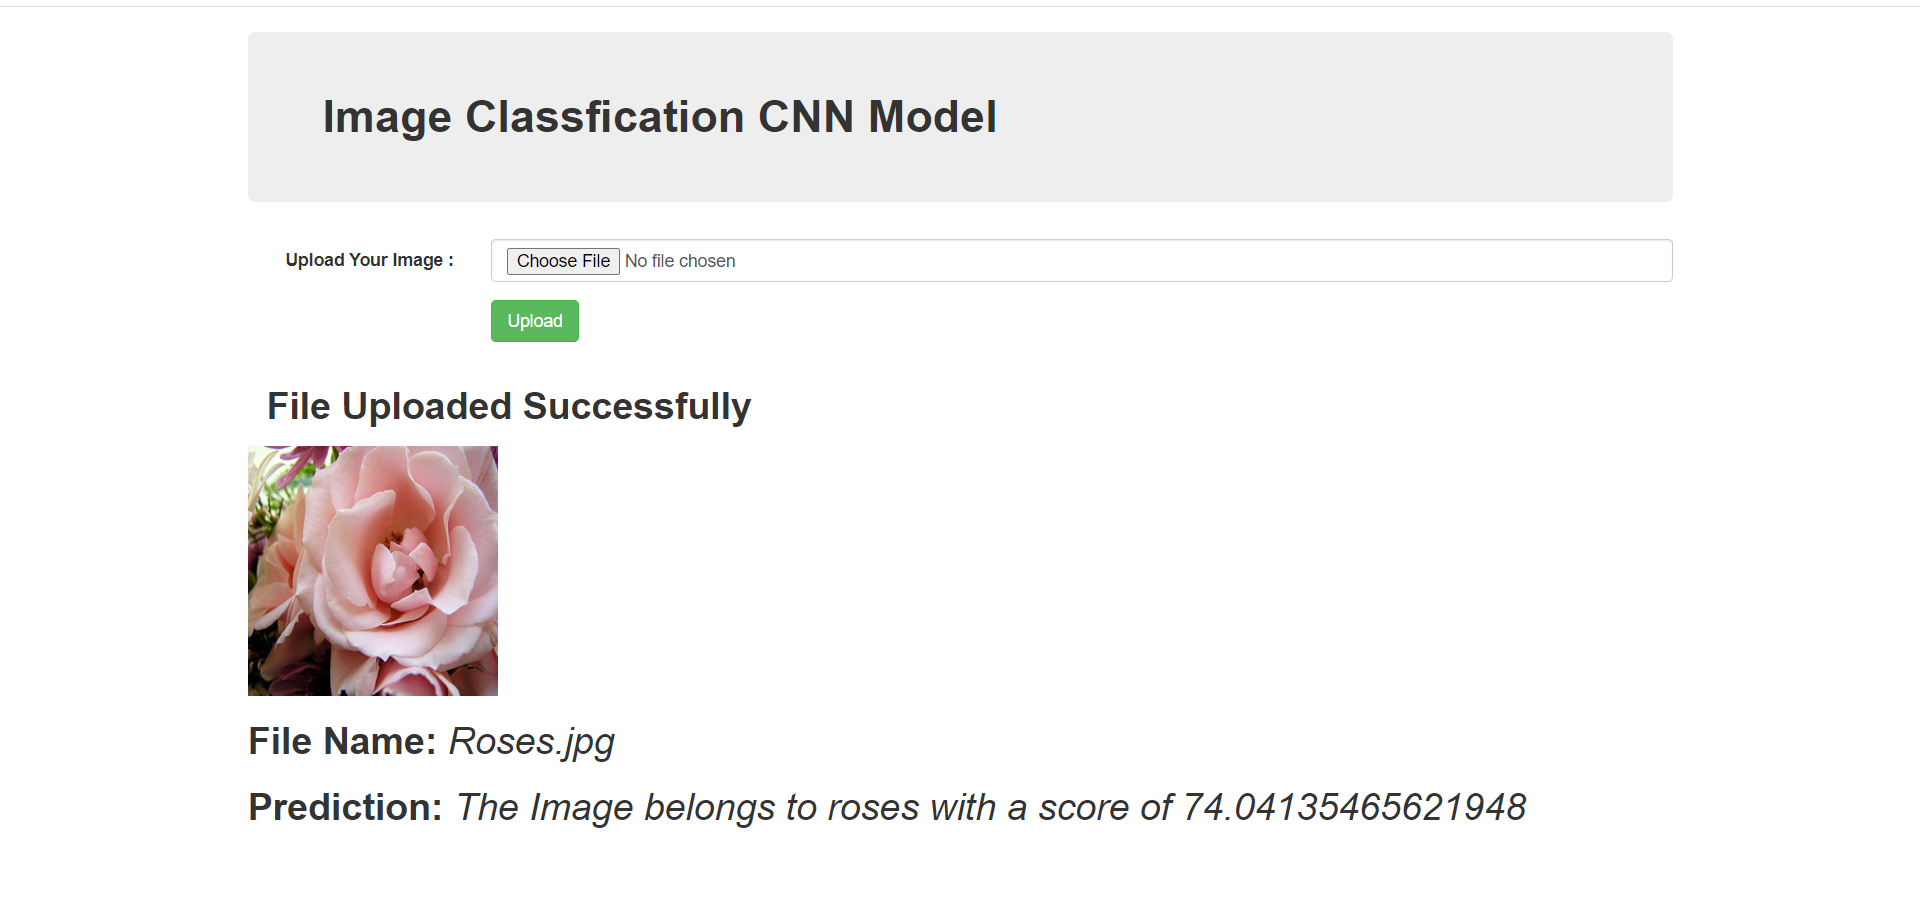 Image Classfication CNN Model
Upload Your Image : Choose File No file chosen
Upload
File Uploaded Successfully
File Name: Roses.jpg
Prediction: The Image belongs to roses with a score of 74.04135465621948